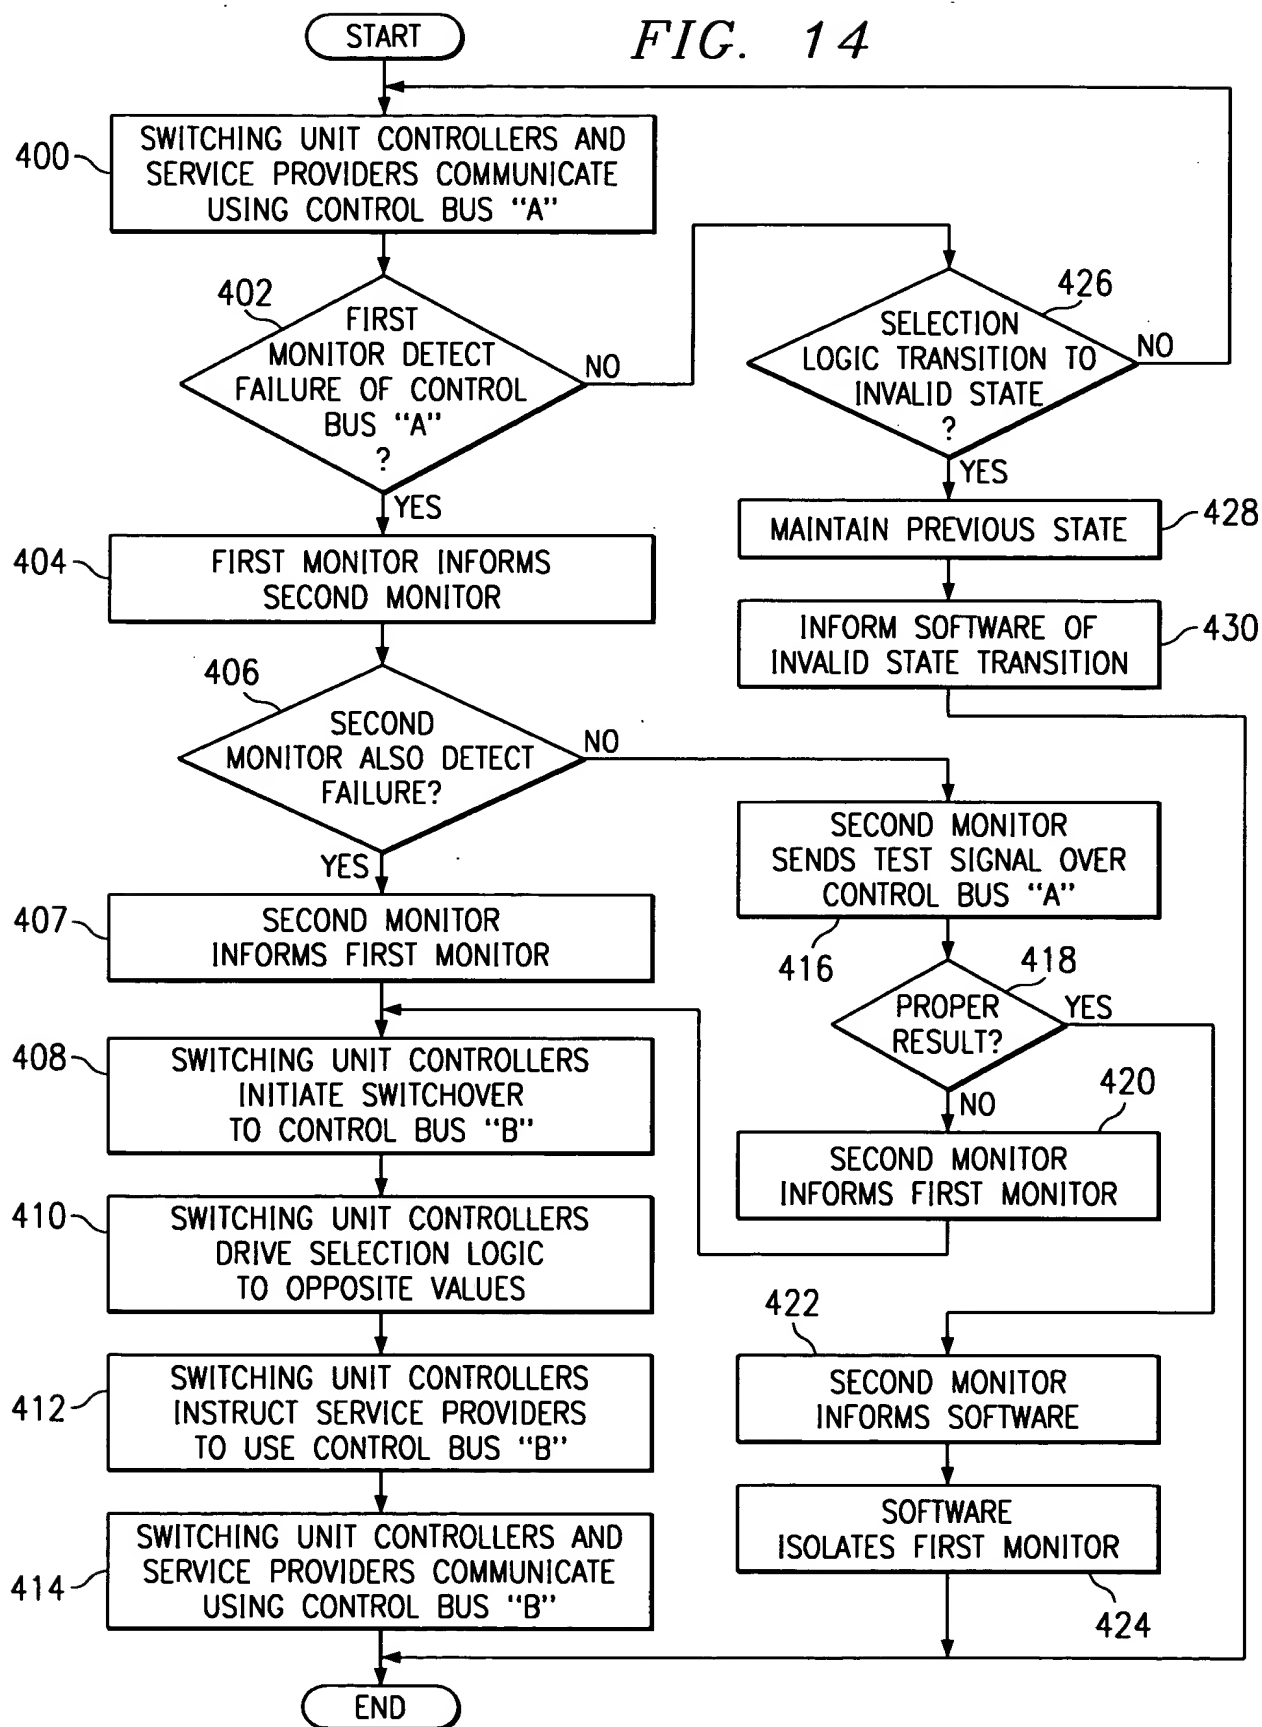 START
FIG. 14
400
SWITCHING UNIT CONTROLLERS AND
SERVICE PROVIDERS COMMUNICATE
USING CONTROL BUS "A"
402
FIRST
MONITOR DETECT
FAILURE OF CONTROL
BUS "A"
?
NO
YES
426
SELECTION
LOGIC TRANSITION TO
INVALID STATE
?
NO
YES
MAINTAIN PREVIOUS STATE
428
INFORM SOFTWARE OF
INVALID STATE TRANSITION
430
404
FIRST MONITOR INFORMS
SECOND MONITOR
406
SECOND
MONITOR ALSO DETECT
FAILURE?
NO
YES
SECOND MONITOR
SENDS TEST SIGNAL OVER
CONTROL BUS "A"
416
418
PROPER
RESULT?
YES
NO
420
SECOND MONITOR
INFORMS FIRST MONITOR
422
SECOND MONITOR
INFORMS SOFTWARE
SOFTWARE
ISOLATES FIRST MONITOR
424
407
SECOND MONITOR
INFORMS FIRST MONITOR
408
SWITCHING UNIT CONTROLLERS
INITIATE SWITCHOVER
TO CONTROL BUS "B"
410
SWITCHING UNIT CONTROLLERS
DRIVE SELECTION LOGIC
TO OPPOSITE VALUES
412
SWITCHING UNIT CONTROLLERS
INSTRUCT SERVICE PROVIDERS
TO USE CONTROL BUS "B"
414
SWITCHING UNIT CONTROLLERS AND
SERVICE PROVIDERS COMMUNICATE
USING CONTROL BUS "B"
END